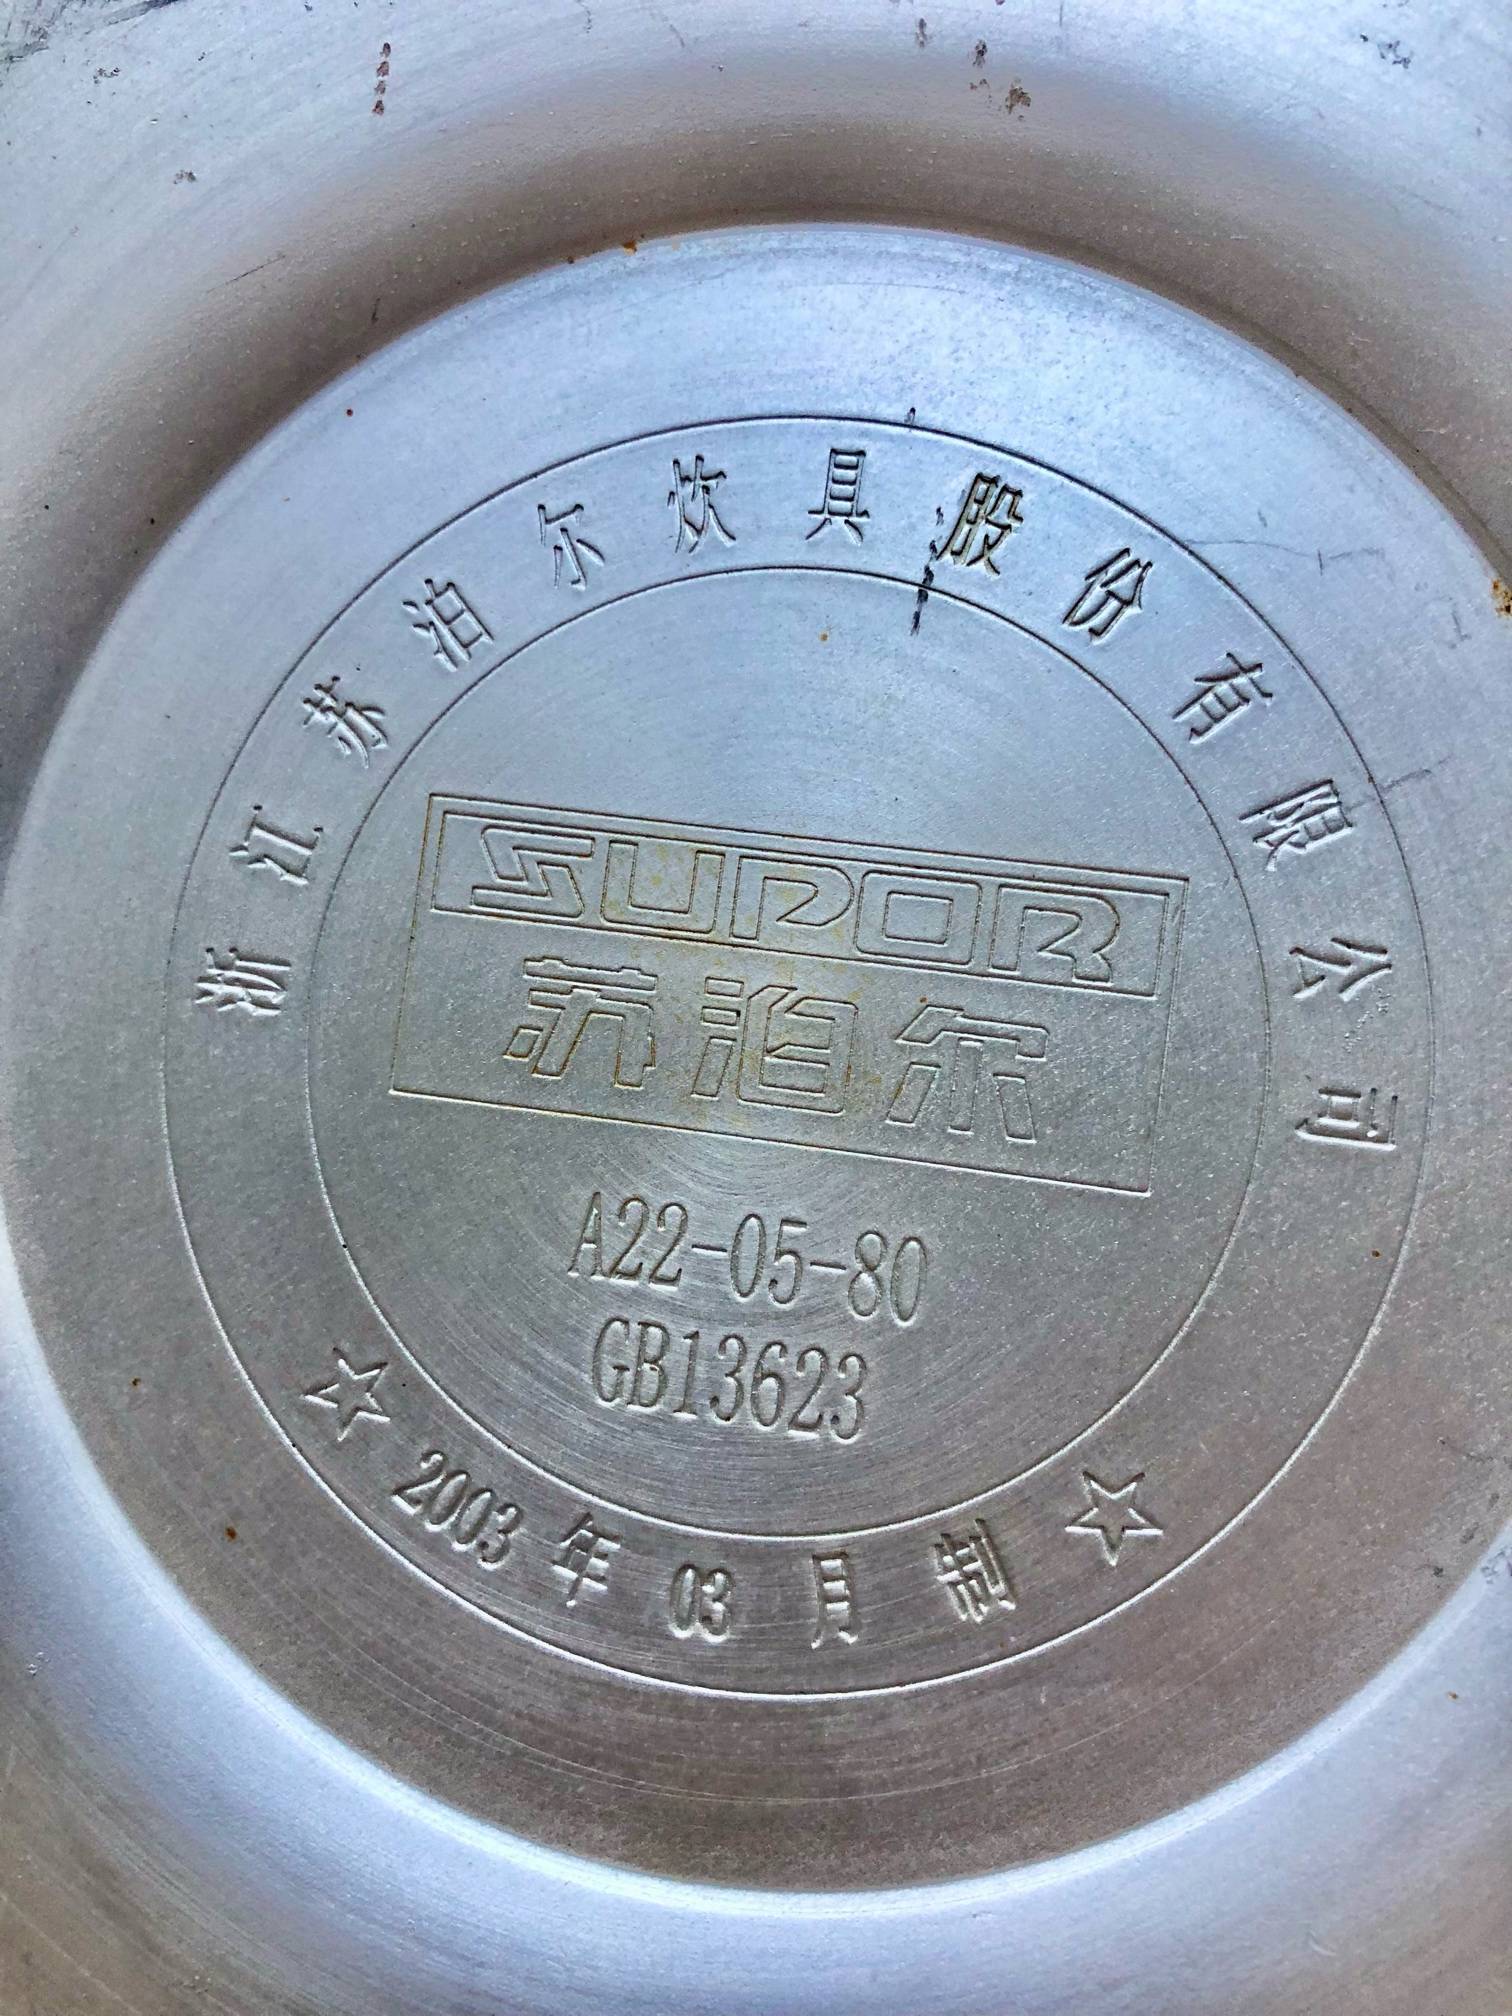 浙江苏泊尔炊具股份有限公司
SUPOR
苏泊尔
A22-05-80
GB13623
☆2003年03月制☆